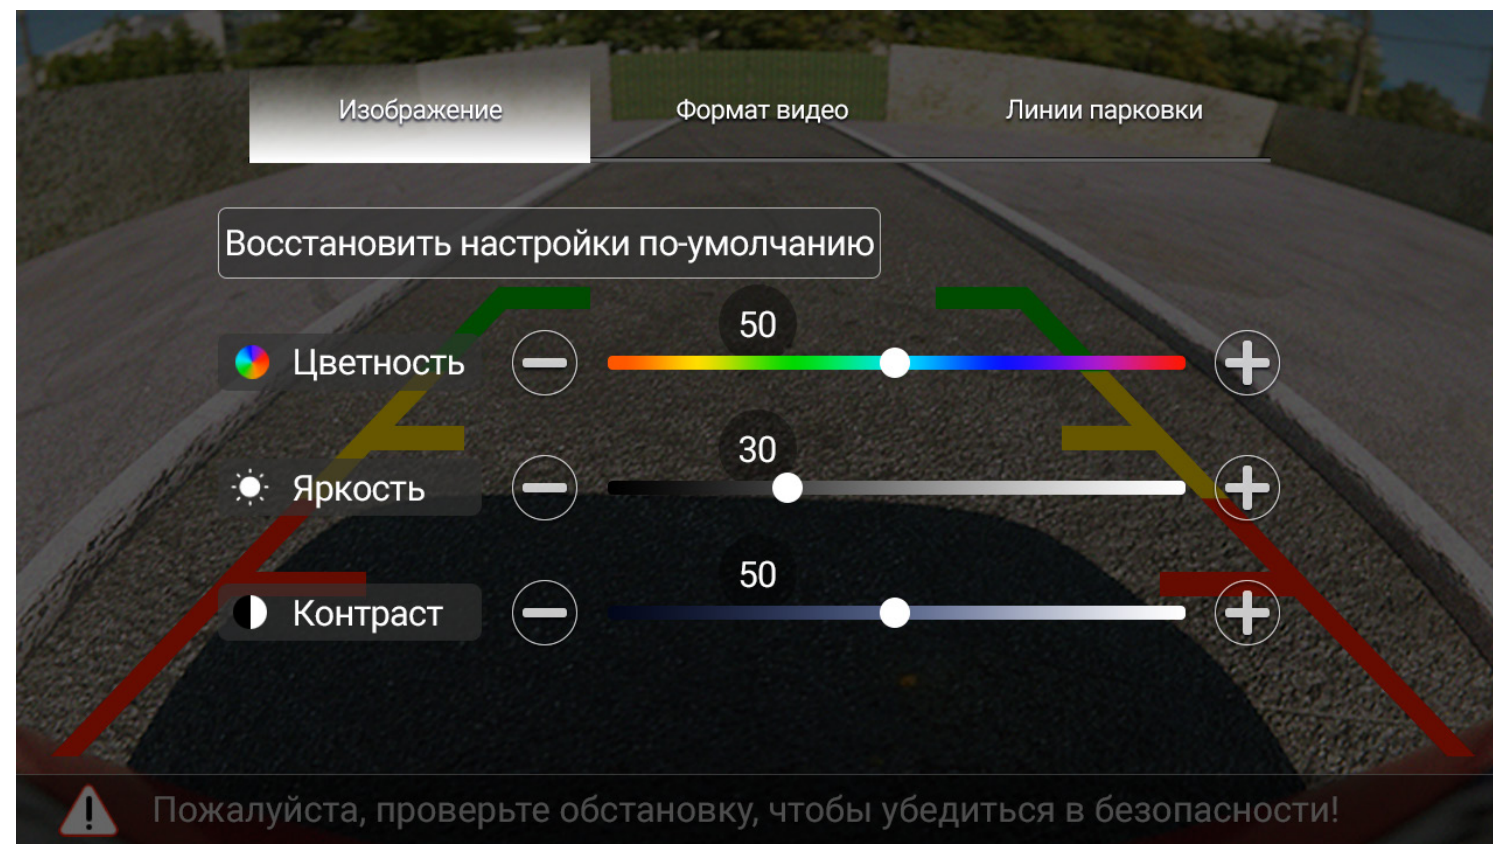 Изображение
Формат видео
Линии парковки
Восстановить настройки по-умолчанию
50
Цветность
30
Яркость
50
Контраст
Пожалуйста, проверьте обстановку, чтобы убедиться в безопасности!